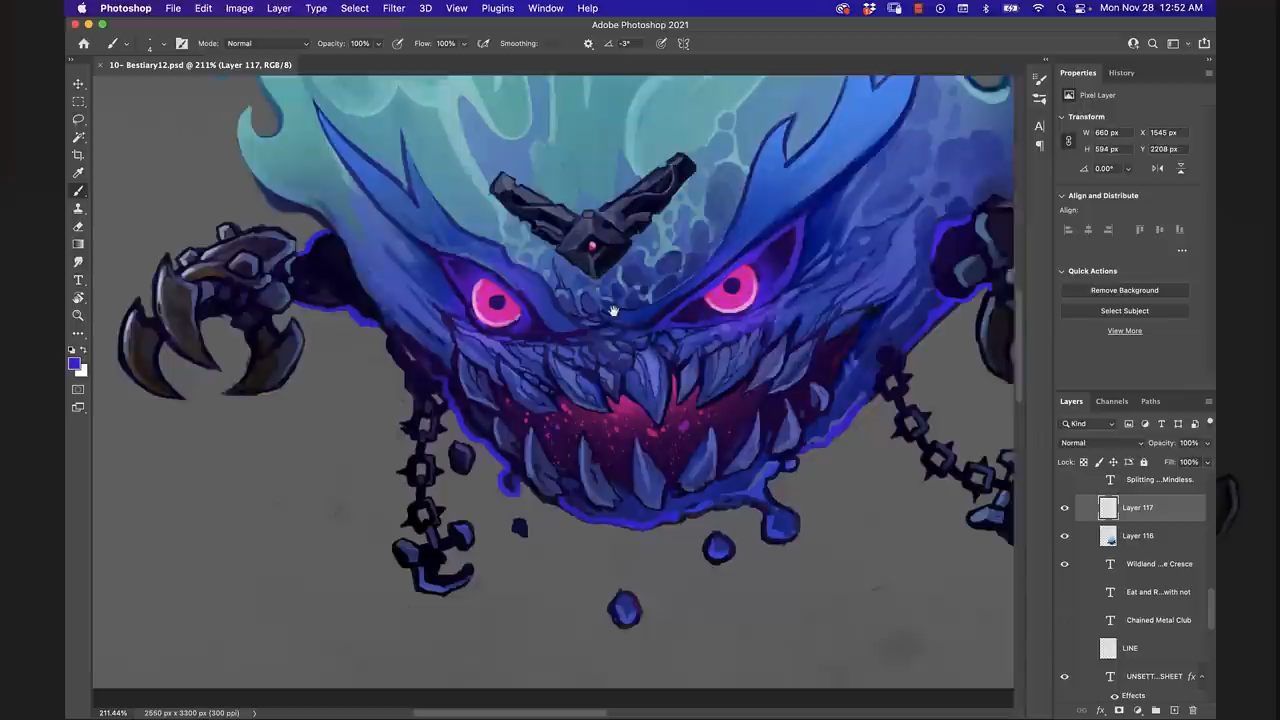 Photoshop File Edit Image Layer Type Select Filter 3D View Plugins Window Help Mon Nov 28 12:52 AM
Adobe Photoshop 2021
4 Mode: Normal Opacity: 100% Flow: 100% Smoothing: -3°
10- Bestiary12.psd @ 211% (Layer 117, RGB/8)
Properties History
Pixel Layer
Transform
W 660 px X 1545 px
H 594 px Y 2208 px
0.00°
Align and Distribute
Align:
Quick Actions
Remove Background
Select Subject
View More
Layers Channels Paths
Kind
Normal Opacity: 100%
Lock: Fill: 100%
Splitting ...Mindless.
Layer 117
Layer 116
Wildland ...e Cresce
Eat and R...with not
Chained Metal Club
LINE
UNSETT...SHEET fx
Effects
211.44% 2550 px x 3300 px (300 ppi)